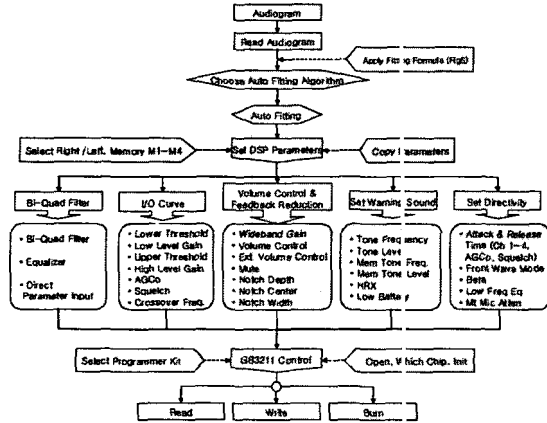 Audiogram
Read Audiogram
Apply Fitting Formula (Fig6)
Choose Auto Fitting Algorithm
Auto Fitting
Select Right /Left, Memory M1-M4
Set DSP Parameters
Copy Parameters
Bi-Quad Filter
I/O Curve
Volume Control &
Feedback Reduction
Set Warning Sound
Set Directivity
• Bi-Quad Filter
• Equalizer
• Direct
Parameter Input
• Lower Threshold
• Low Level Gain
• Upper Threshold
• High Level Gain
• AGCo
• Squelch
• Crossover Freq.
• Wideband Gain
• Volume Control
• Ext. Volume Control
• Mute
• Notch Depth
• Notch Center
• Notch Width
• Tone Frequency
• Tone Level
• Mem Tone Freq.
• Mem Tone Level
• HRX
• Low Battery
• Attack & Release
Time (Ch 1-4,
AGCo, Squelch)
• Front Wave Mode
• Beta
• Low Freq Eq
• Mt Mic Atten
Select Programmer Kit
GB3211 Control
Open, Which Chip, Init
Read
Write
Burn